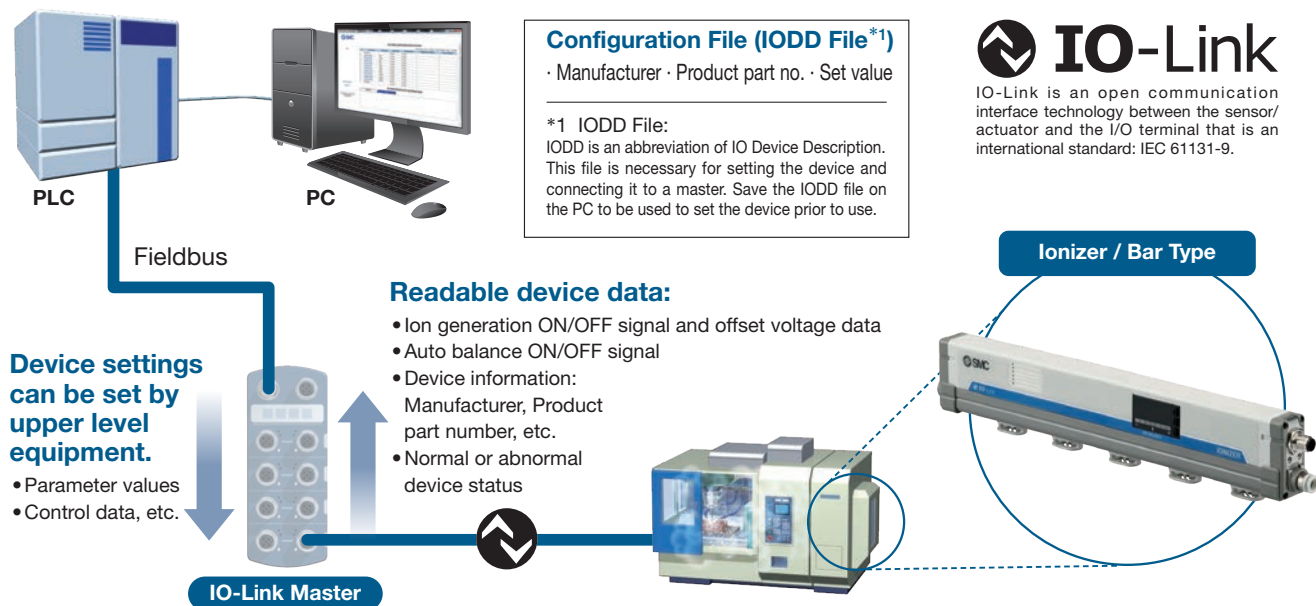 Configuration File (IODD File*1)
· Manufacturer · Product part no. · Set value
*1 IODD File:
IODD is an abbreviation of IO Device Description.
This file is necessary for setting the device and
connecting it to a master. Save the IODD file on
the PC to be used to set the device prior to use.
IO-Link
IO-Link is an open communication
interface technology between the sensor/
actuator and the I/O terminal that is an
international standard: IEC 61131-9.
PLC
PC
Fieldbus
Device settings
can be set by
upper level
equipment.
•Parameter values
•Control data, etc.
IO-Link Master
Readable device data:
•Ion generation ON/OFF signal and offset voltage data
•Auto balance ON/OFF signal
•Device information:
Manufacturer, Product
part number, etc.
•Normal or abnormal
device status
Ionizer / Bar Type
SMC
IO-Link
IONIZER